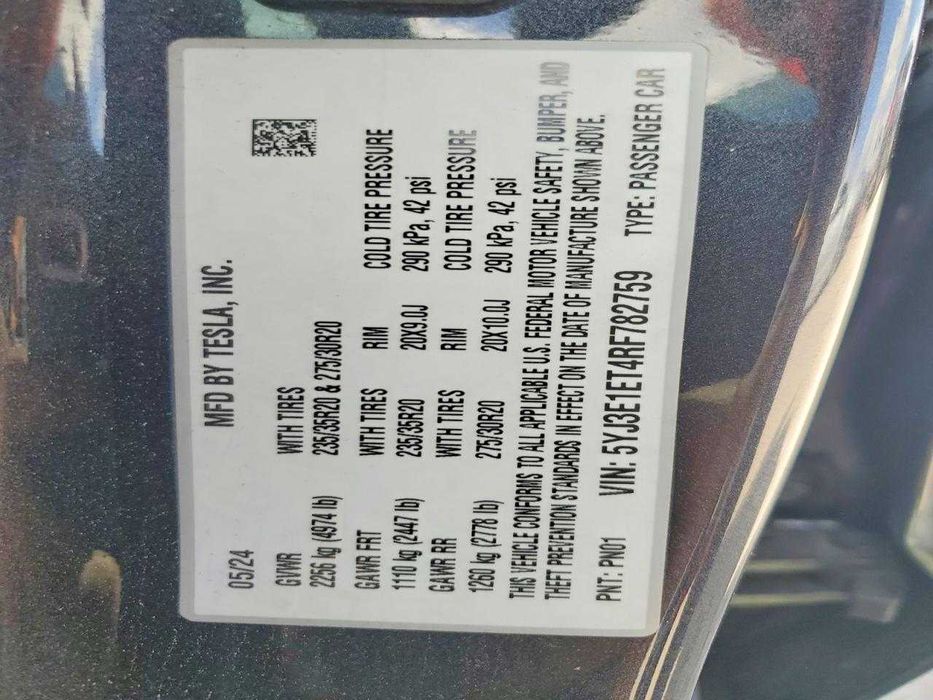 05/24 MFD BY TESLA, INC.
GVWR WITH TIRES
2256 kg (4974 lb) 235/35R20 & 275/30R20
GAWR FRT WITH TIRES RIM COLD TIRE PRESSURE
1110 kg (2447 lb) 235/35R20 20X9.0J 290 kPa, 42 psi
GAWR RR WITH TIRES RIM COLD TIRE PRESSURE
1260 kg (2778 lb) 275/30R20 20X10.0J 290 kPa, 42 psi
THIS VEHICLE CONFORMS TO ALL APPLICABLE U.S. FEDERAL MOTOR VEHICLE SAFETY, BUMPER, AND
THEFT PREVENTION STANDARDS IN EFFECT ON THE DATE OF MANUFACTURE SHOWN ABOVE.
PNT: PN01 VIN: 5YJ3E1ET4RF782759 TYPE: PASSENGER CAR